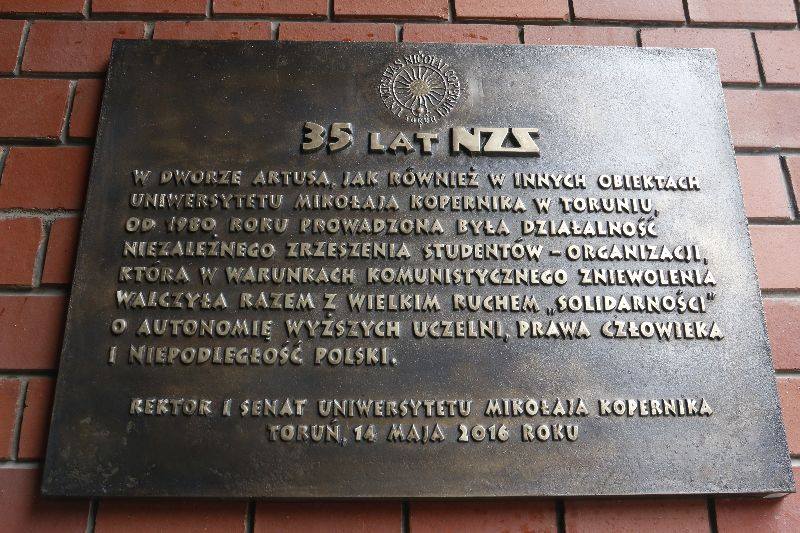 35 LAT NZS
W DWORZE ARTUSA, JAK RÓWNIEŻ W INNYCH OBIEKTACH
UNIWERSYTETU MIKOŁAJA KOPERNIKA W TORUNIU,
OD 1980 ROKU PROWADZONA BYŁA DZIAŁALNOŚĆ
NIEZALEŻNEGO ZRZESZENIA STUDENTÓW – ORGANIZACJI,
KTÓRA W WARUNKACH KOMUNISTYCZNEGO ZNIEWOLENIA
WALCZYŁA RAZEM Z WIELKIM RUCHEM „SOLIDARNOŚCI”
O AUTONOMIĘ WYŻSZYCH UCZELNI, PRAWA CZŁOWIEKA
I NIEPODLEGŁOŚĆ POLSKI.
REKTOR I SENAT UNIWERSYTETU MIKOŁAJA KOPERNIKA
TORUŃ, 14 MAJA 2016 ROKU